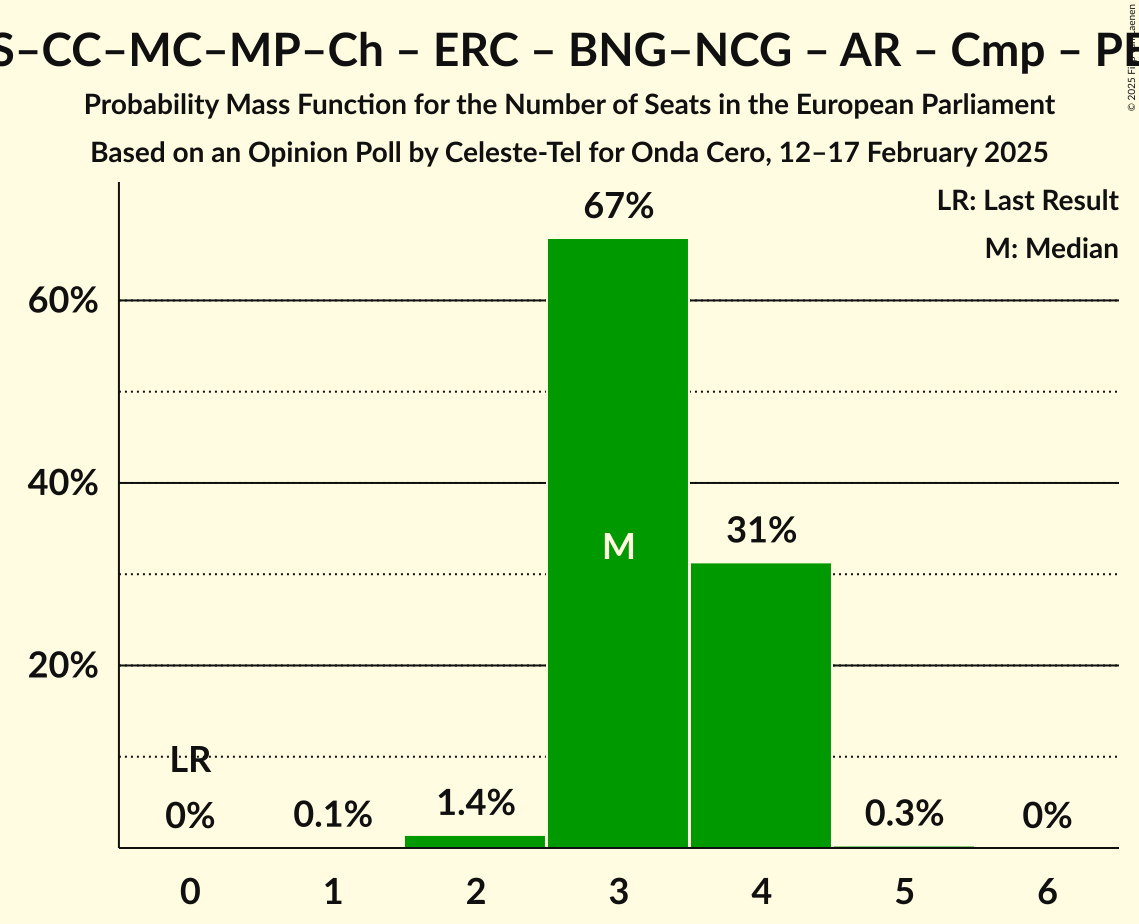 S–CC–MC–MP–Ch – ERC – BNG–NCG – AR – Cmp –
Probability Mass Function for the Number of Seats in the European Parliament
Based on an Opinion Poll by Celeste-Tel for Onda Cero, 12–17 February 2025
© 2025
LR: Last Result
M: Median
67%
60%
40%
31%
M
20%
LR
0%
0.1%
1.4%
0.3%
0%
0 1 2 3 4 5 6